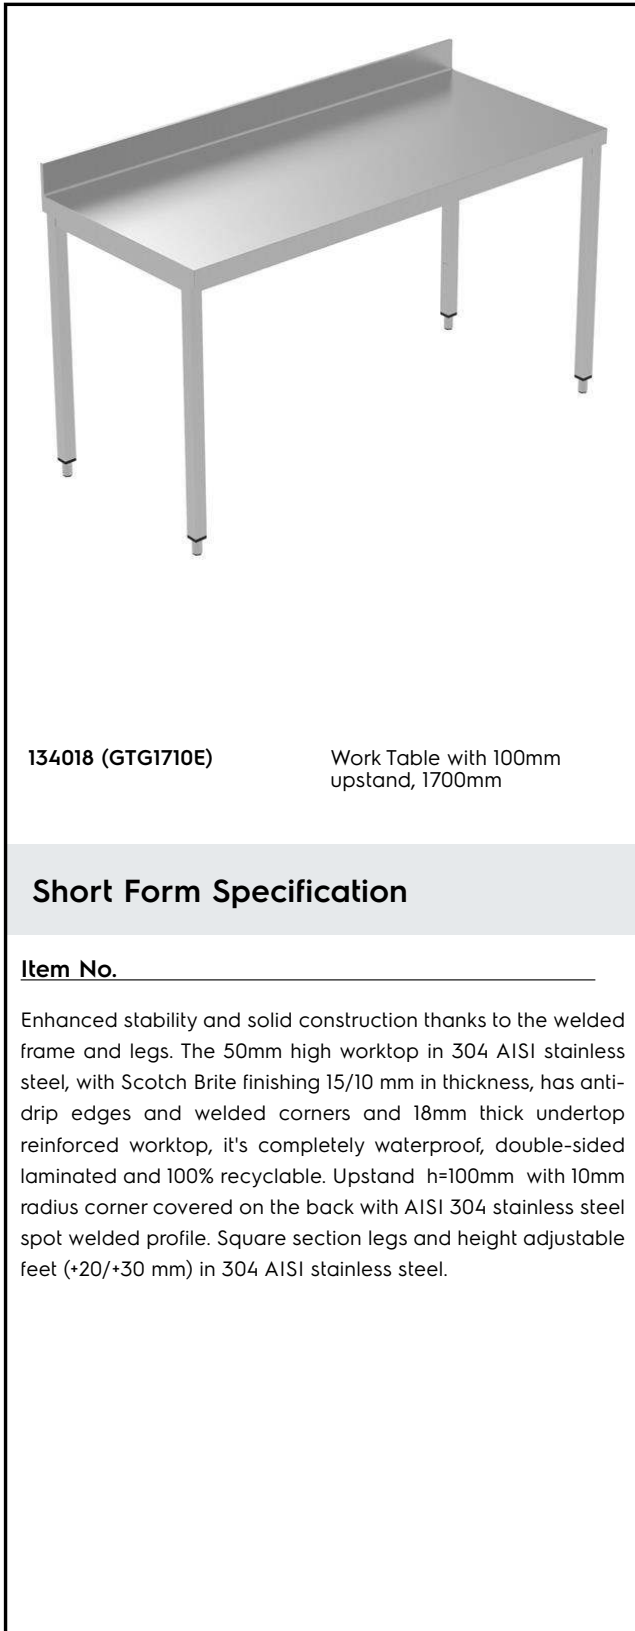 134018 (GTG1710E)
Work Table with 100mm
upstand, 1700mm
Short Form Specification
Item No.
Enhanced stability and solid construction thanks to the welded
frame and legs. The 50mm high worktop in 304 AISI stainless
steel, with Scotch Brite finishing 15/10 mm in thickness, has anti-
drip edges and welded corners and 18mm thick undertop
reinforced worktop, it's completely waterproof, double-sided
laminated and 100% recyclable. Upstand h=100mm with 10mm
radius corner covered on the back with AISI 304 stainless steel
spot welded profile. Square section legs and height adjustable
feet (+20/+30 mm) in 304 AISI stainless steel.